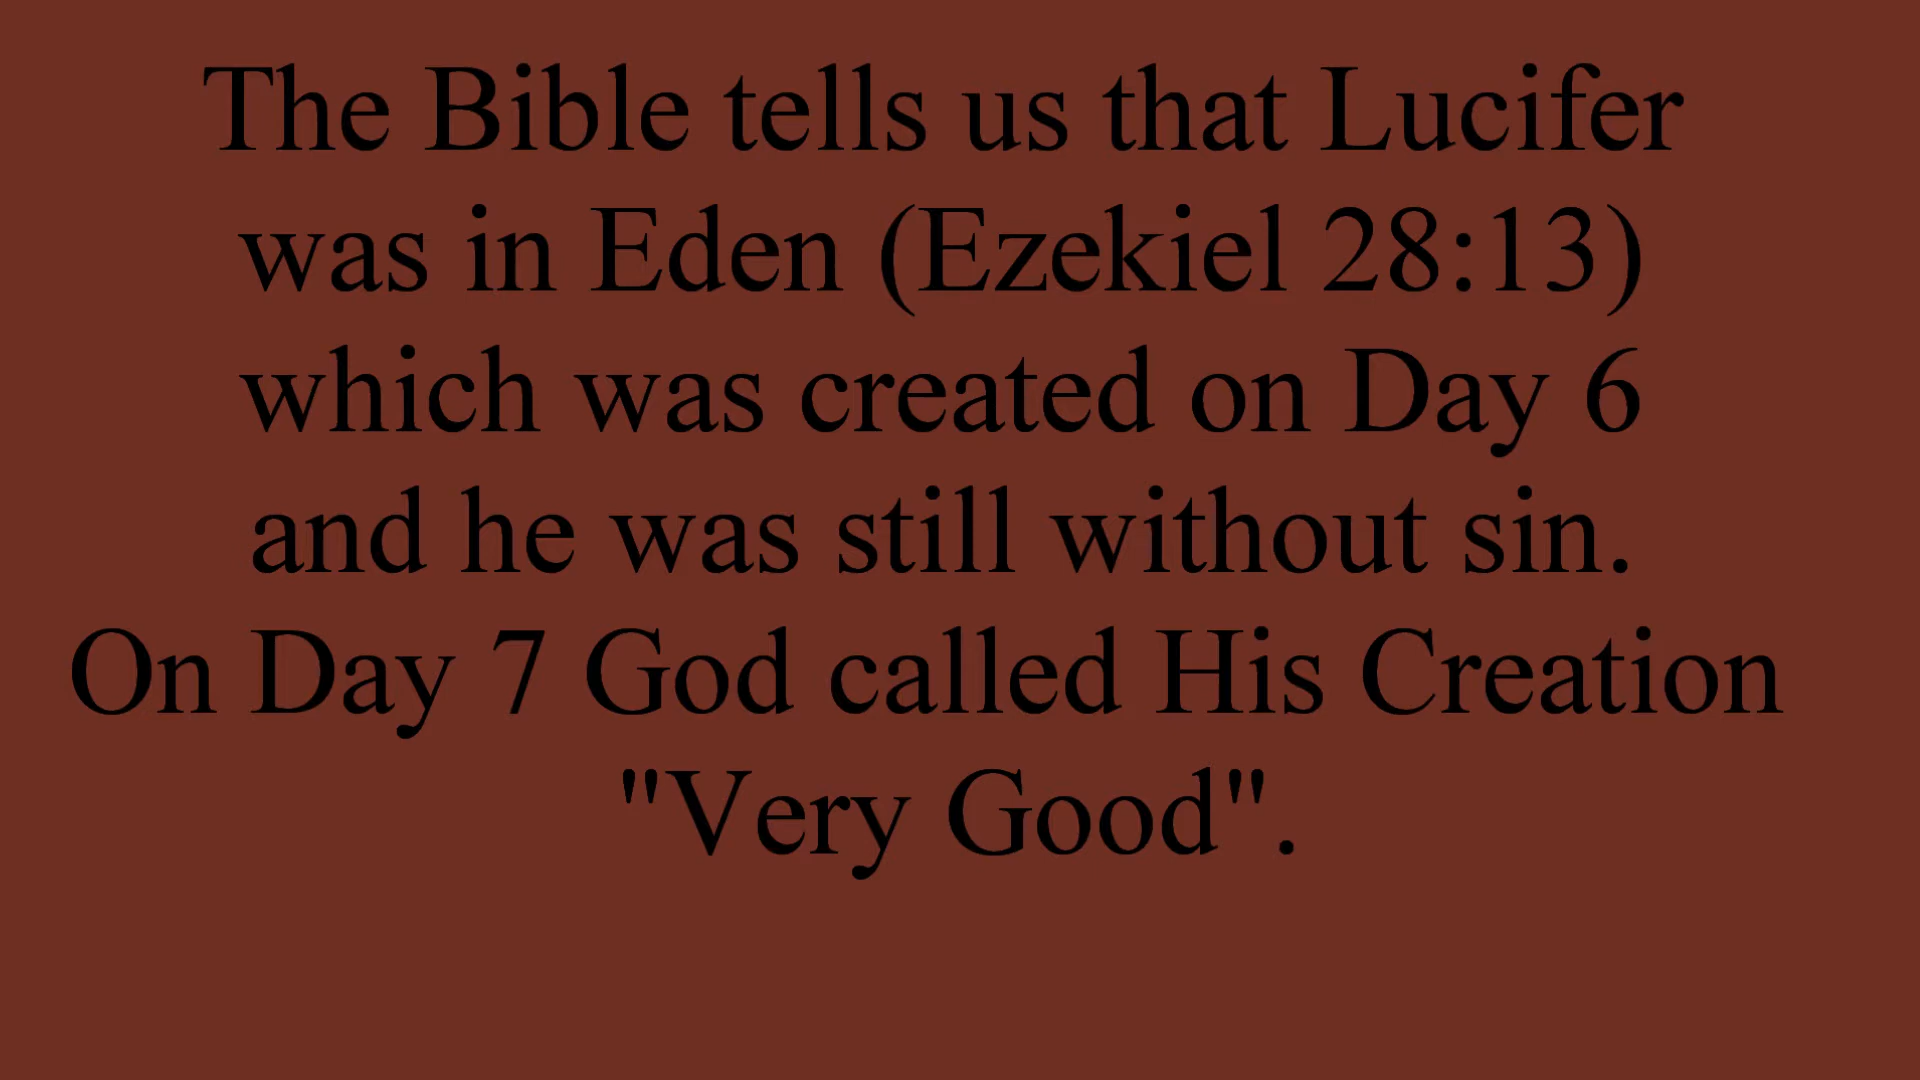 The Bible tells us that Lucifer
was in Eden (Ezekiel 28:13)
which was created on Day 6
and he was still without sin.
On Day 7 God called His Creation
"Very Good".